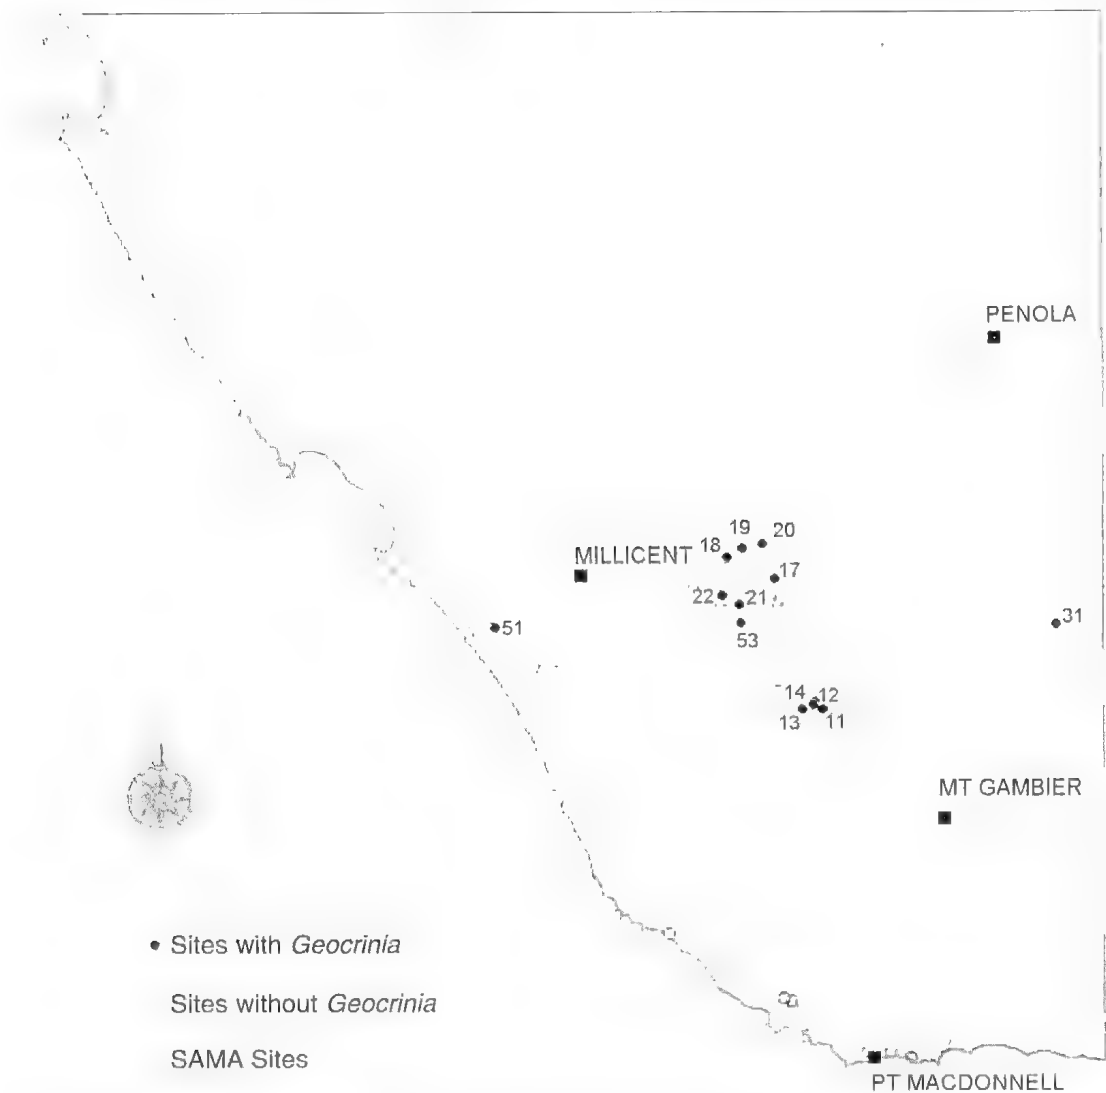 PENOLA
19 20
18
MILLICENT
17
22 21
51
31
53
14 12
13 11
MT GAMBIER
Sites with Geocrinia
Sites without Geocrinia
SAMA Sites
PT MACDONNELL